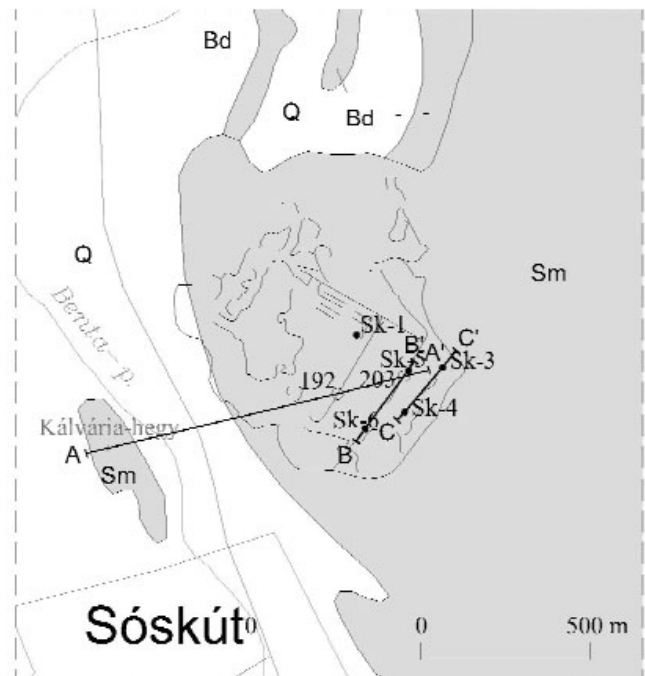 Bd
Q
Bd
Sm
Q
Benta-p.
Sk-1
B'
C'
Sk-5
A'
Sk-3
192
203
Sk-4
Sk-6
Kálvária-hegy
A
B
C
Sm
Sóskút
0
0
500 m